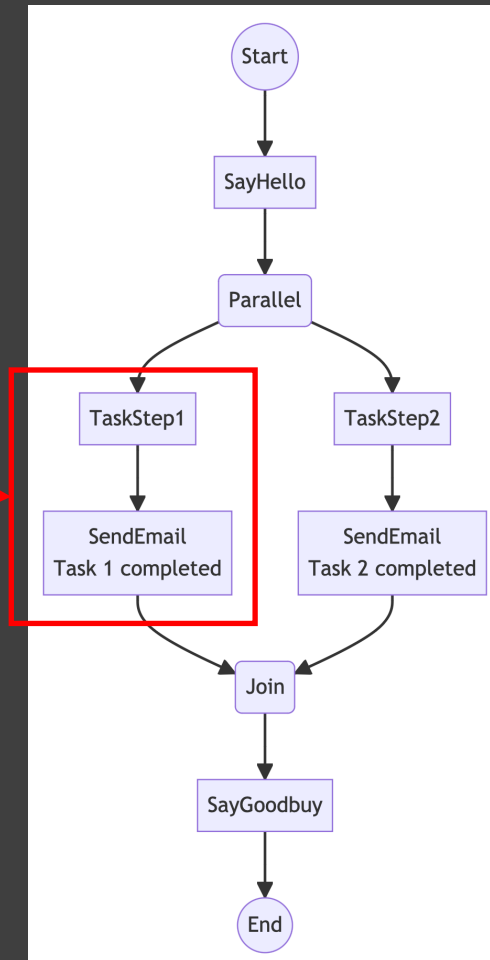 Start
SayHello
Parallel
TaskStep1
TaskStep2
SendEmail
Task 1 completed
SendEmail
Task 2 completed
Join
SayGoodbuy
End